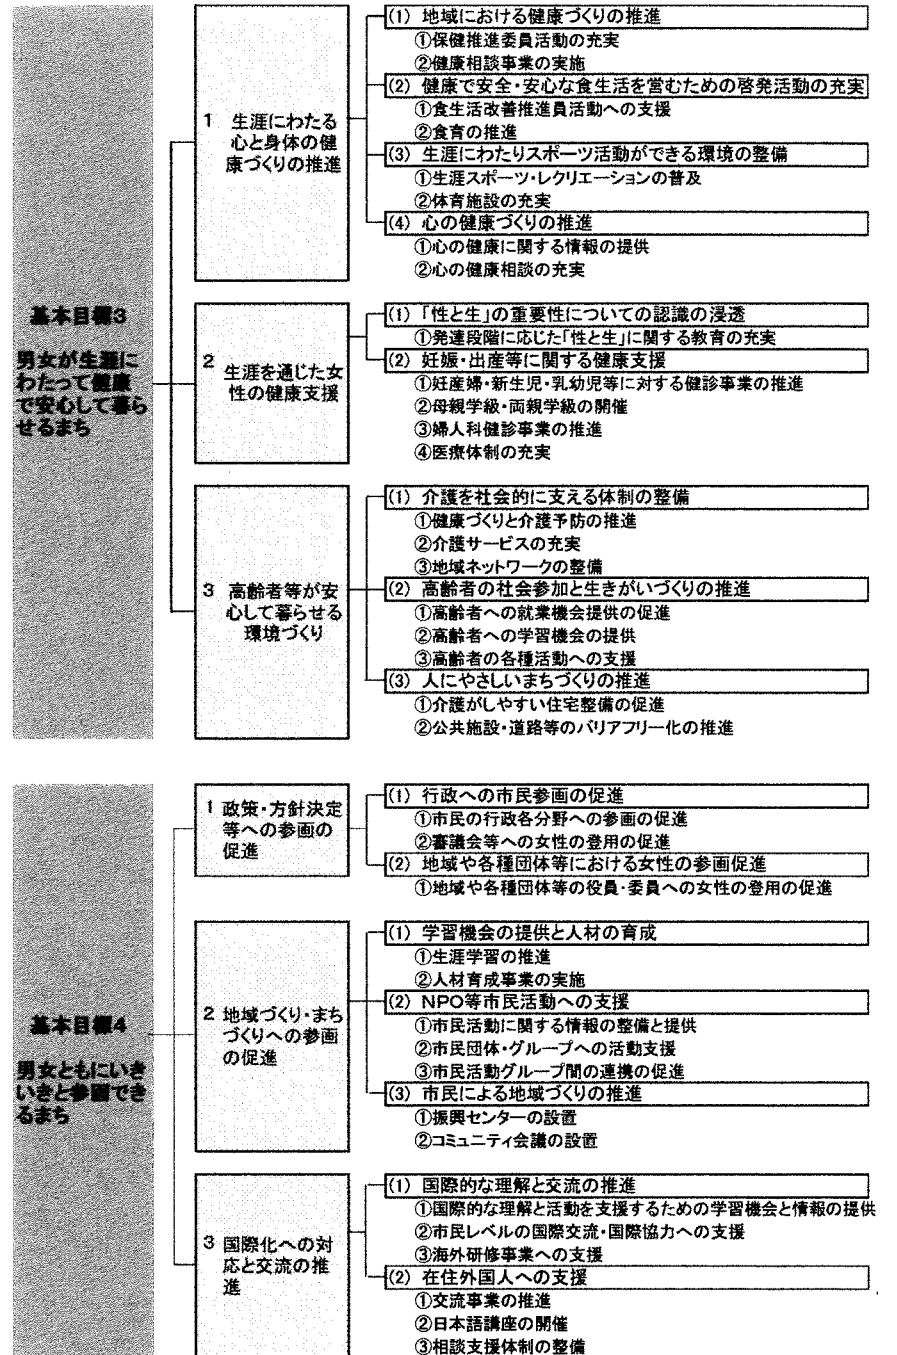 基本目標3
男女が生涯に
わたって健康
で安心して暮ら
せるまち
1 生涯にわたる
心と身体の健
康づくりの推進
(1) 地域における健康づくりの推進
①保健推進委員活動の充実
②健康相談事業の実施
(2) 健康で安全・安心な食生活を営むための啓発活動の充実
①食生活改善推進員活動への支援
②食育の推進
(3) 生涯にわたりスポーツ活動ができる環境の整備
①生涯スポーツ・レクリエーションの普及
②体育施設の充実
(4) 心の健康づくりの推進
①心の健康に関する情報の提供
②心の健康相談の充実
2 生涯を通じた女
性の健康支援
(1) 「性と生」の重要性についての認識の浸透
①発達段階に応じた「性と生」に関する教育の充実
(2) 妊娠・出産等に関する健康支援
①妊産婦・新生児・乳幼児等に対する健診事業の推進
②母親学級・両親学級の開催
③婦人科健診事業の推進
④医療体制の充実
3 高齢者等が安
心して暮らせる
環境づくり
(1) 介護を社会的に支える体制の整備
①健康づくりと介護予防の推進
②介護サービスの充実
③地域ネットワークの整備
(2) 高齢者の社会参加と生きがいづくりの推進
①高齢者への就業機会提供の促進
②高齢者への学習機会の提供
③高齢者の各種活動への支援
(3) 人にやさしいまちづくりの推進
①介護がしやすい住宅整備の促進
②公共施設・道路等のバリアフリー化の推進
基本目標4
男女ともにいき
いきと参画でき
るまち
1 政策・方針決定
等への参画の
促進
(1) 行政への市民参画の促進
①市民の行政各分野への参画の促進
②審議会等への女性の登用の促進
(2) 地域や各種団体等における女性の参画促進
①地域や各種団体等の役員・委員への女性の登用の促進
2 地域づくり・まち
づくりへの参画
の促進
(1) 学習機会の提供と人材の育成
①生涯学習の推進
②人材育成事業の実施
(2) NPO等市民活動への支援
①市民活動に関する情報の整備と提供
②市民団体・グループへの活動支援
③市民活動グループ間の連携の促進
(3) 市民による地域づくりの推進
①振興センターの設置
②コミュニティ会議の設置
3 国際化への対
応と交流の推
進
(1) 国際的な理解と交流の推進
①国際的な理解と活動を支援するための学習機会と情報の提供
②市民レベルの国際交流・国際協力への支援
③海外研修事業への支援
(2) 在住外国人への支援
①交流事業の推進
②日本語講座の開催
③相談支援体制の整備